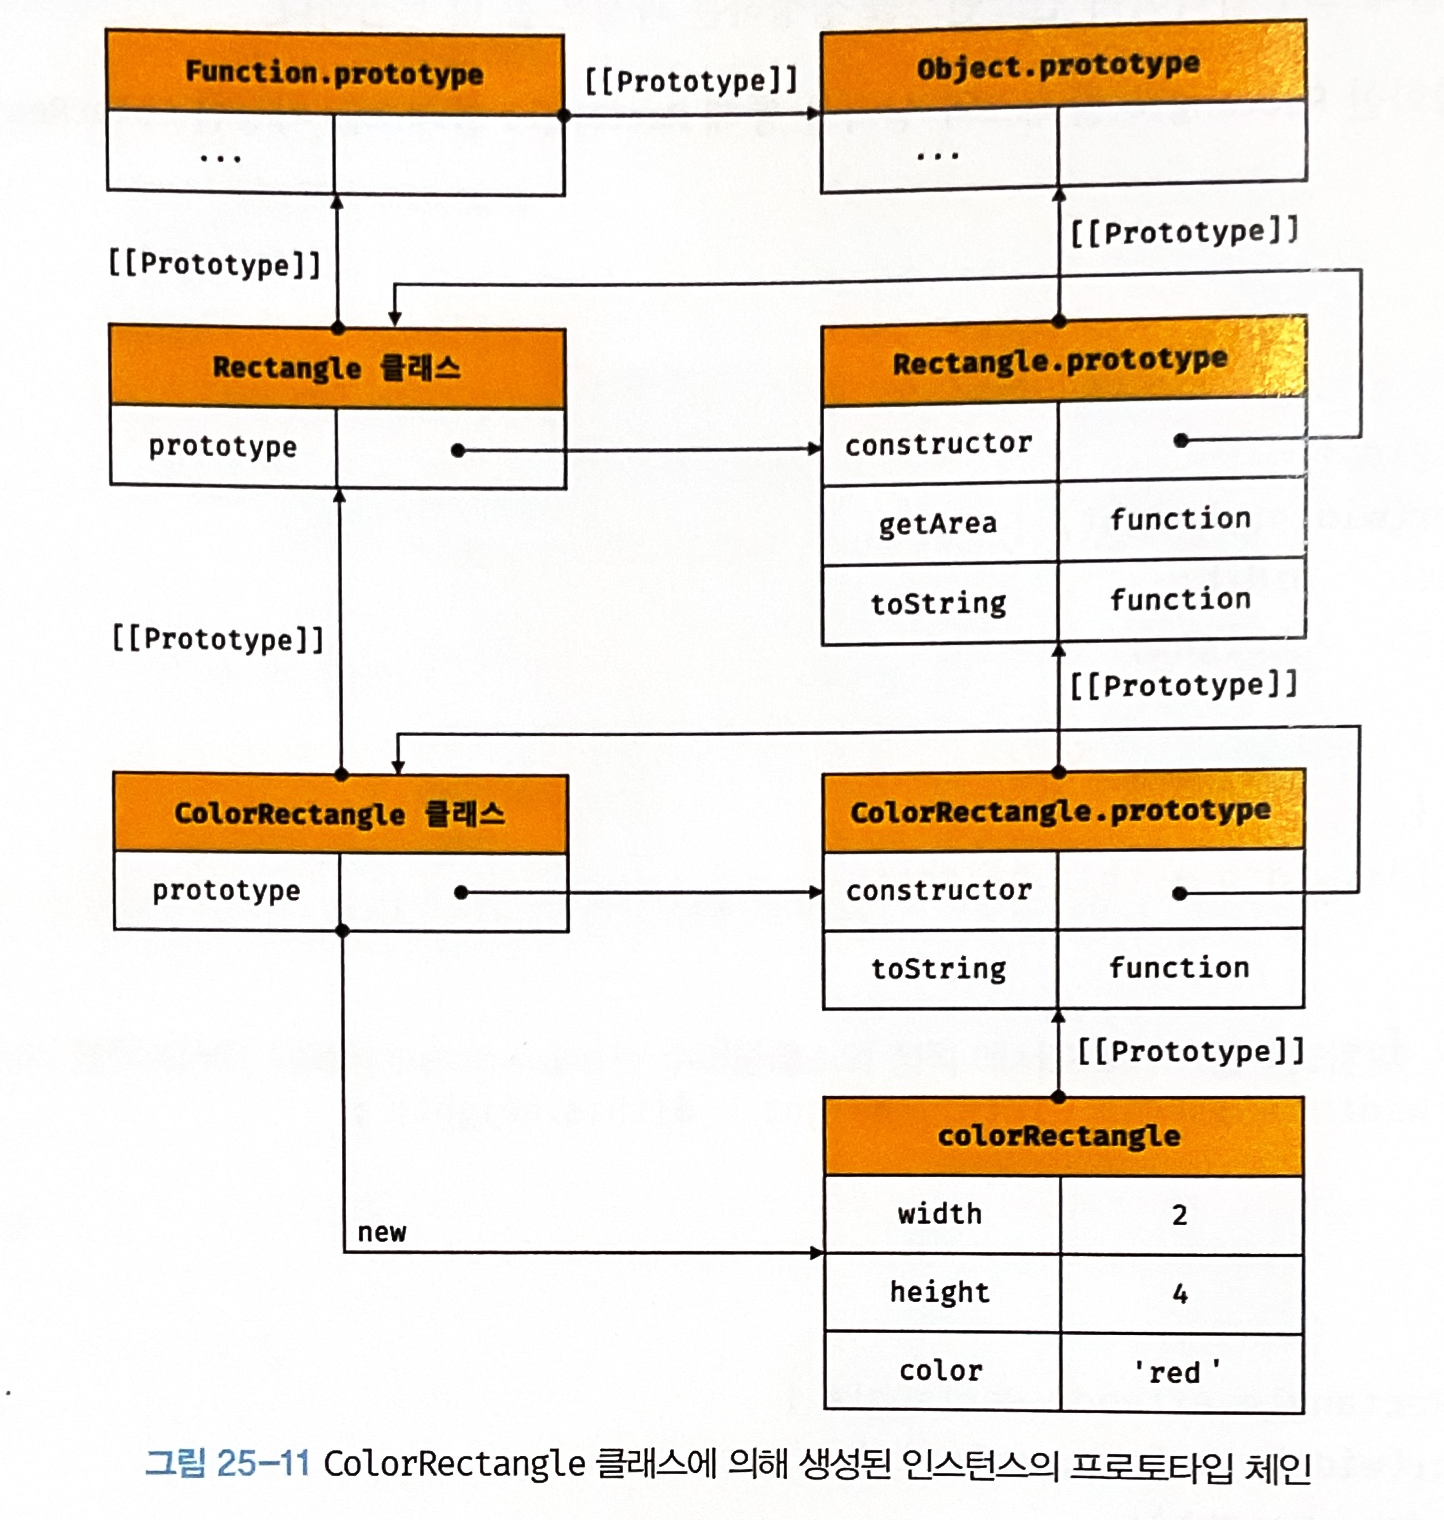 Function.prototype
[[Prototype]]
Object.prototype
...
...
[[Prototype]]
[[Prototype]]
Rectangle 클래스
Rectangle.prototype
prototype
constructor
getArea function
toString function
[[Prototype]]
[[Prototype]]
ColorRectangle 클래스
ColorRectangle.prototype
prototype
constructor
toString function
[[Prototype]]
colorRectangle
width 2
new
height 4
color 'red'
그림 25-11 ColorRectangle 클래스에 의해 생성된 인스턴스의 프로토타입 체인